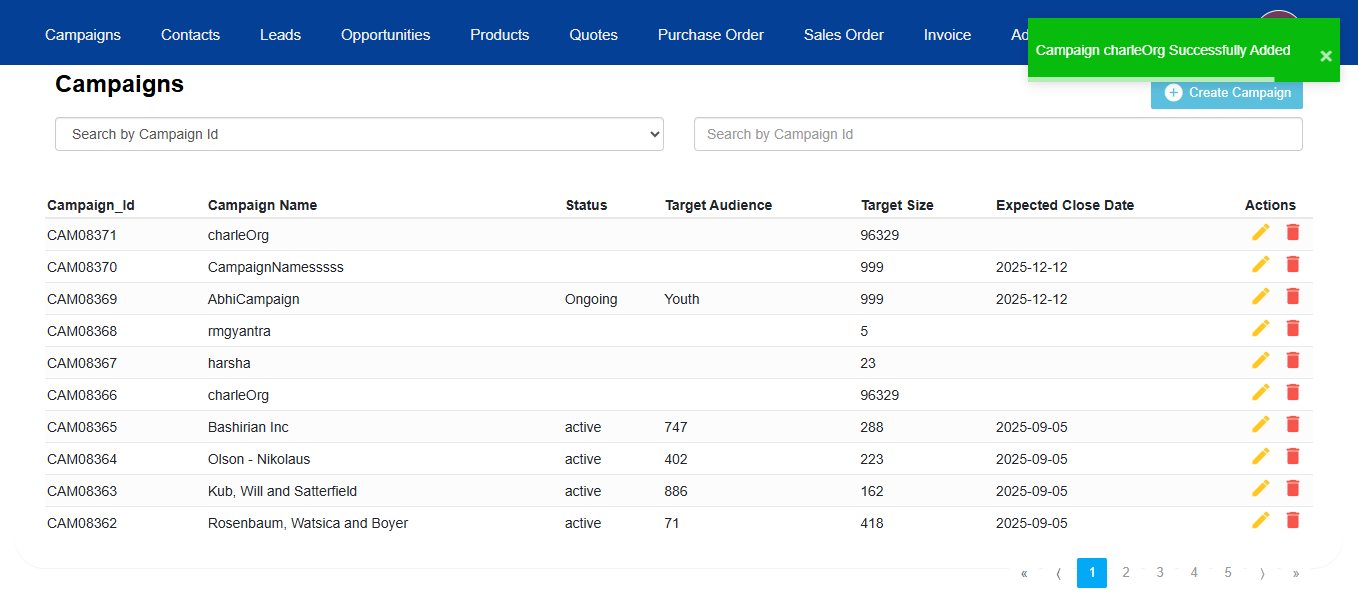 Campaigns Contacts Leads Opportunities Products Quotes Purchase Order Sales Order Invoice Ad
Campaign charleOrg Successfully Added ×
Campaigns
Create Campaign
Search by Campaign Id Search by Campaign Id
Campaign_Id Campaign Name Status Target Audience Target Size Expected Close Date Actions
CAM08371 charleOrg 96329
CAM08370 CampaignNamesssss 999 2025-12-12
CAM08369 AbhiCampaign Ongoing Youth 999 2025-12-12
CAM08368 rmgyantra 5
CAM08367 harsha 23
CAM08366 charleOrg 96329
CAM08365 Bashirian Inc active 747 288 2025-09-05
CAM08364 Olson - Nikolaus active 402 223 2025-09-05
CAM08363 Kub, Will and Satterfield active 886 162 2025-09-05
CAM08362 Rosenbaum, Watsica and Boyer active 71 418 2025-09-05
« ⟨ 1 2 3 4 5 ⟩ »